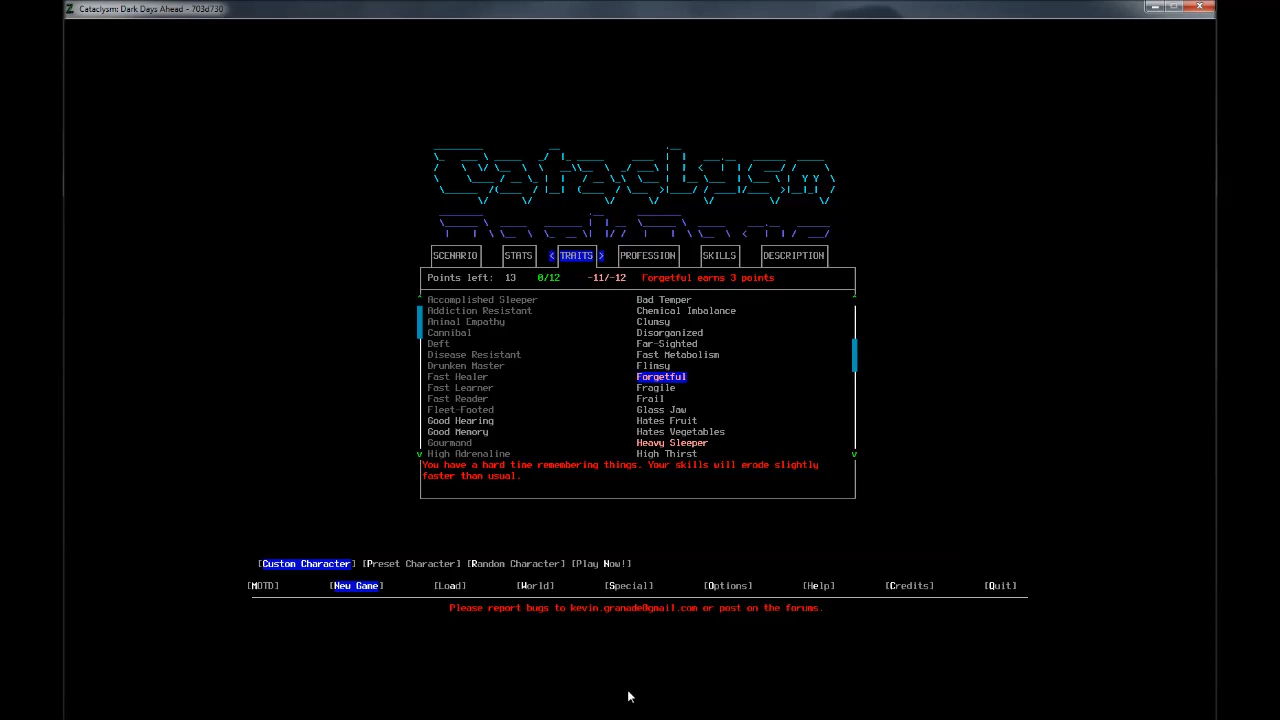 Cataclysm: Dark Days Ahead - 703d730
Cataclysm
SCENARIO STATS < TRAITS > PROFESSION SKILLS DESCRIPTION
Points left: 13 0/12 -11/-12 Forgetful earns 3 points
Accomplished Sleeper Bad Temper
Addiction Resistant Chemical Imbalance
Animal Empathy Clumsy
Cannibal Disorganized
Deft Far-Sighted
Disease Resistant Fast Metabolism
Drunken Master Flimsy
Fast Healer Forgetful
Fast Learner Fragile
Fast Reader Frail
Fleet-Footed Glass Jaw
Good Hearing Hates Fruit
Good Memory Hates Vegetables
Gourmand Heavy Sleeper
High Adrenaline High Thirst
You have a hard time remembering things. Your skills will erode slightly
faster than usual.
[Custom Character] [Preset Character] [Random Character] [Play Now!]
[MOTD] [New Game] [Load] [World] [Special] [Options] [Help] [Credits] [Quit]
Please report bugs to kevin.granade@gmail.com or post on the forums.